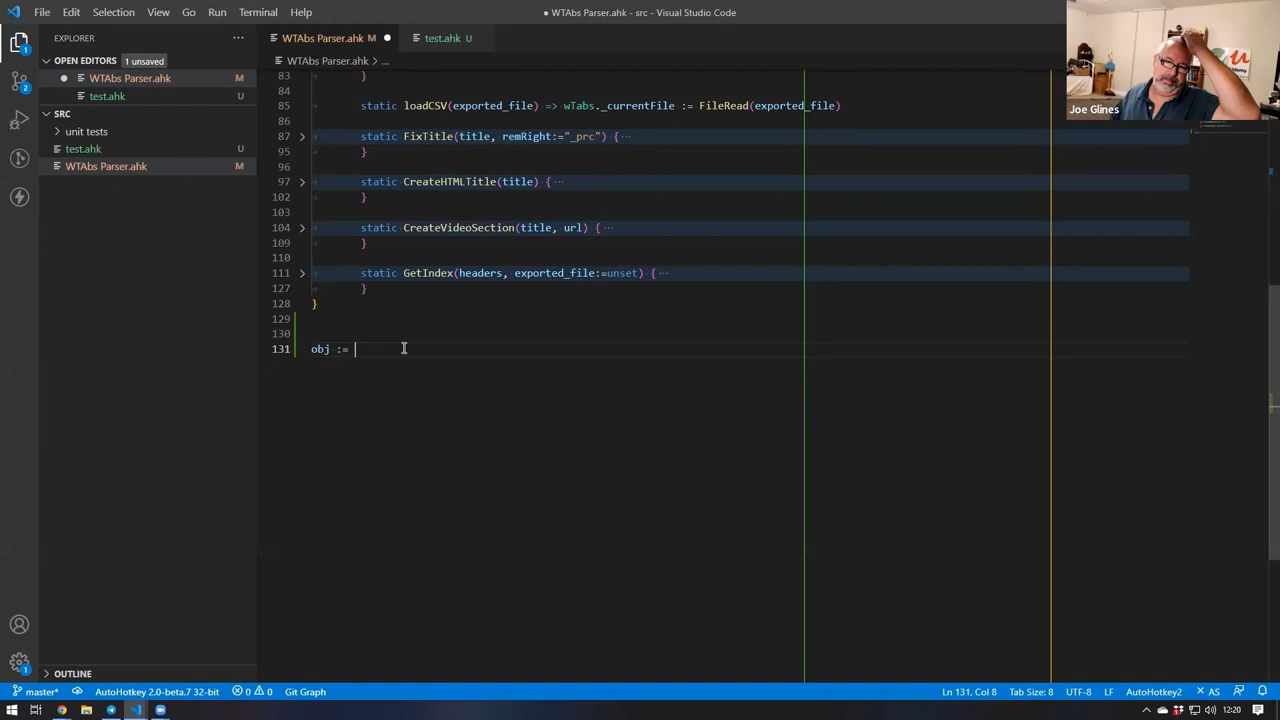 File Edit Selection View Go Run Terminal Help
● WTAbs Parser.ahk - src - Visual Studio Code
EXPLORER ···
WTAbs Parser.ahk M ●
test.ahk U
OPEN EDITORS 1 unsaved
● WTAbs Parser.ahk M
test.ahk U
SRC
unit tests
test.ahk U
WTAbs Parser.ahk M
WTAbs Parser.ahk > ...
83 }
84
85 static loadCSV(exported_file) => wTabs._currentFile := FileRead(exported_file)
86
87 static FixTitle(title, remRight:="_prc") { ···
95 }
96
97 static CreateHTMLTitle(title) { ···
102 }
103
104 static CreateVideoSection(title, url) { ···
109 }
110
111 static GetIndex(headers, exported_file:=unset) { ···
127 }
128 }
129
130
131 obj :=
Joe Glines
OUTLINE
master* AutoHotkey 2.0-beta.7 32-bit 0 0 Git Graph
Ln 131, Col 8 Tab Size: 8 UTF-8 LF AutoHotkey2 AS
12:20